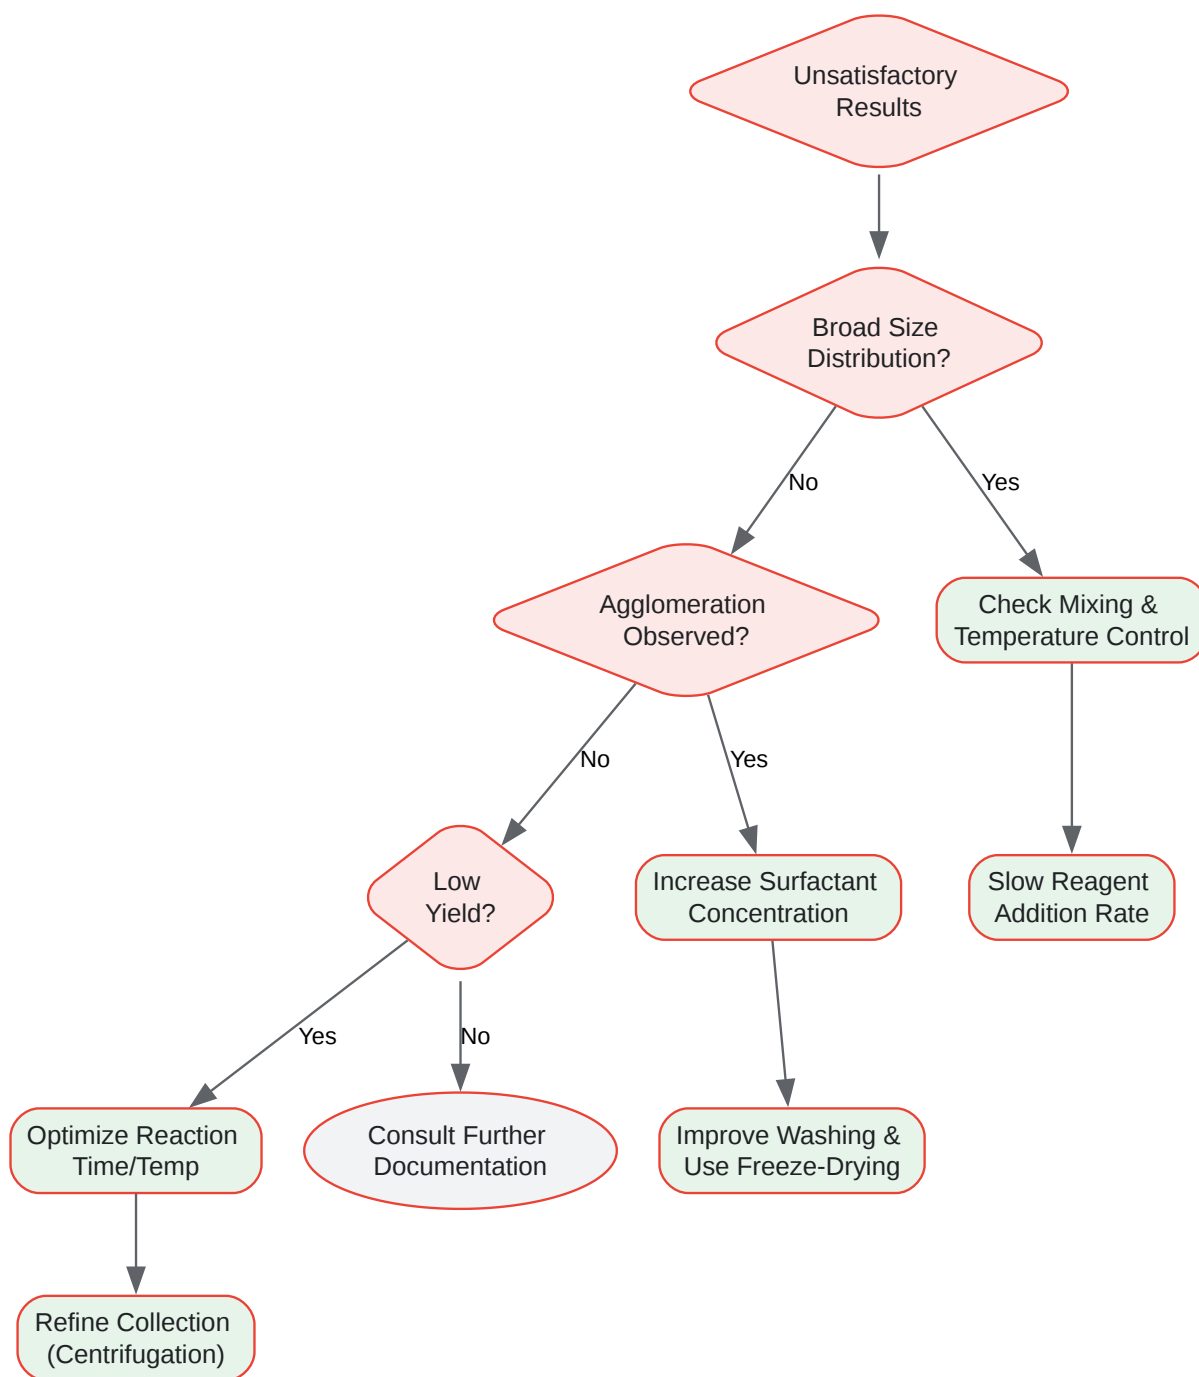 Unsatisfactory
Results
Broad Size
Distribution?
No
Yes
Agglomeration
Observed?
Check Mixing &
Temperature Control
No
Yes
Low
Yield?
Increase Surfactant
Concentration
Slow Reagent
Addition Rate
Yes
No
Optimize Reaction
Time/Temp
Consult Further
Documentation
Improve Washing &
Use Freeze-Drying
Refine Collection
(Centrifugation)